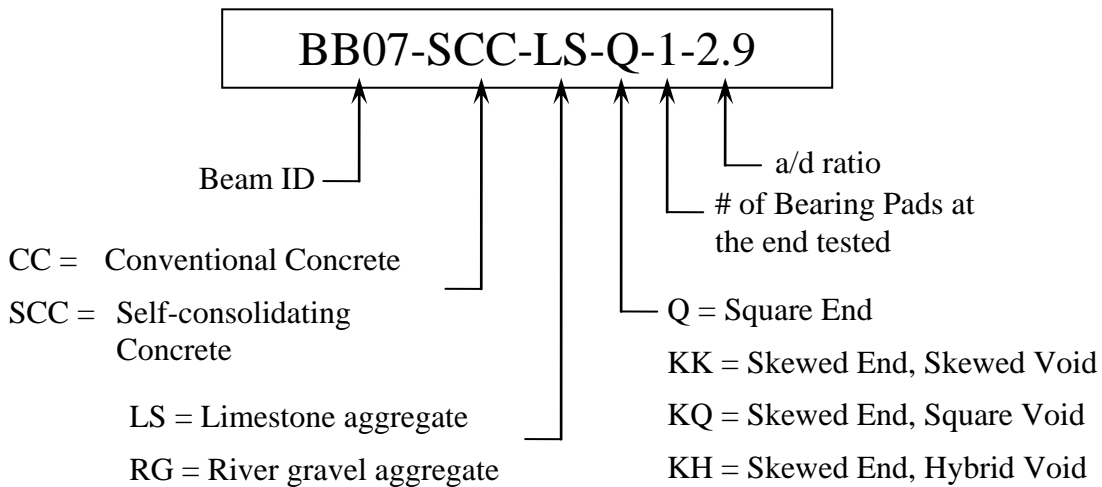 BB07-SCC-LS-Q-1-2.9
a/d ratio
Beam ID
# of Bearing Pads at
the end tested
CC = Conventional Concrete
SCC = Self-consolidating
Concrete
Q = Square End
KK = Skewed End, Skewed Void
LS = Limestone aggregate
KQ = Skewed End, Square Void
RG = River gravel aggregate
KH = Skewed End, Hybrid Void